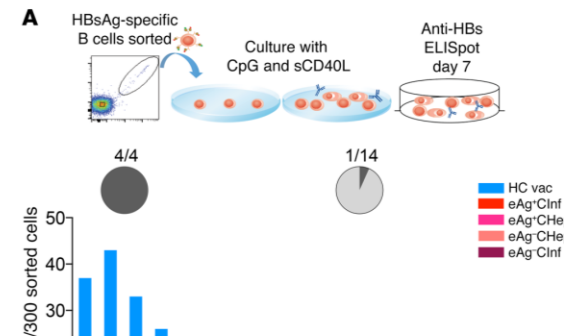 A
HBsAg-specific
B cells sorted
Culture with
CpG and sCD40L
Anti-HBs
ELISpot
day 7
4/4
1/14
HC vac
eAg⁺CInf
eAg⁺CHe
eAg⁻CHe
eAg⁻CInf
/300 sorted cells
50
40
30